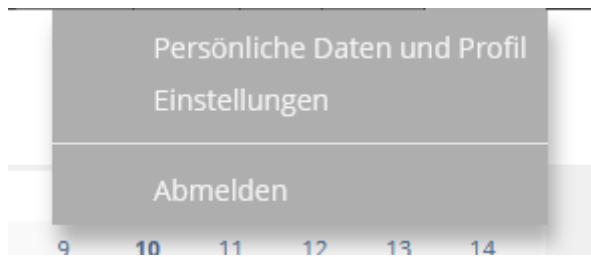 Persönliche Daten und Profil
Einstellungen
Abmelden
9 10 11 12 13 14